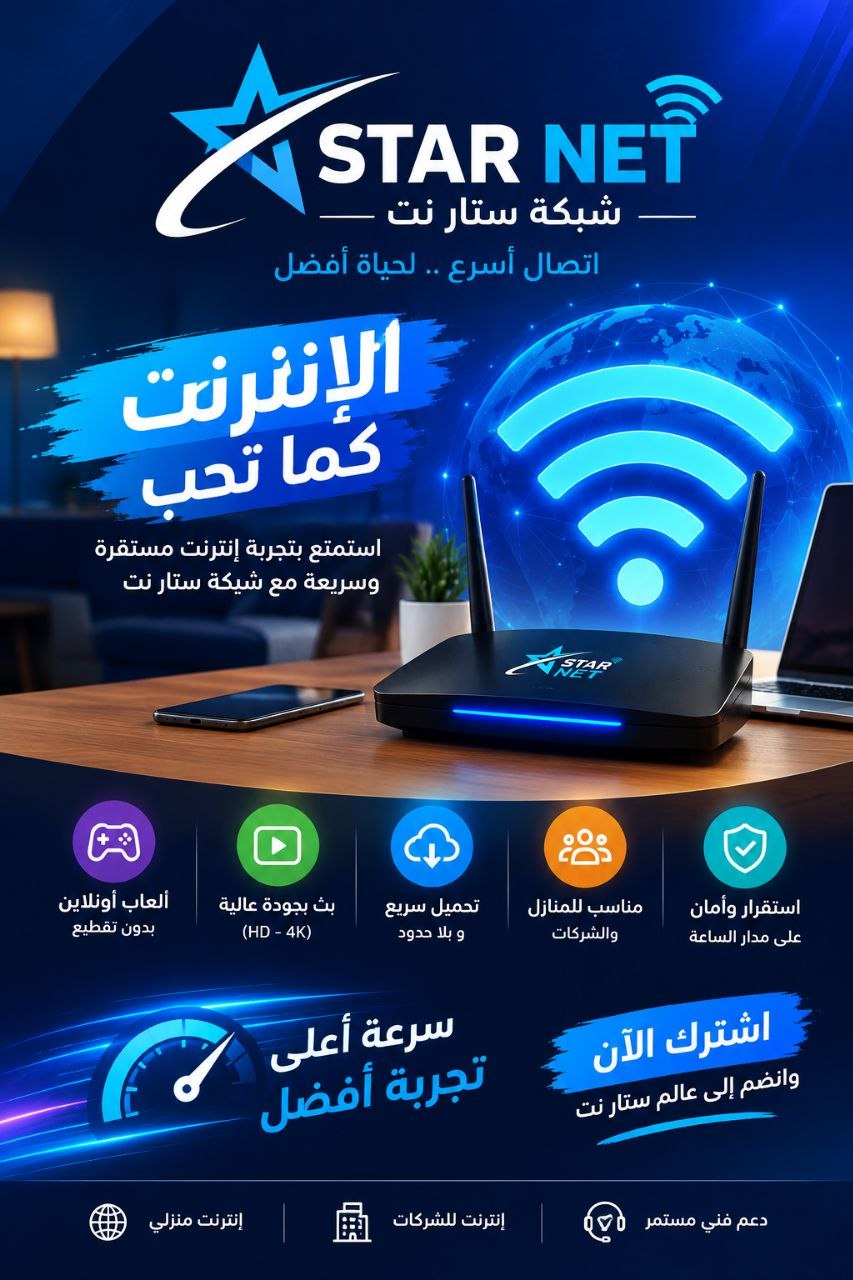 STAR NET
شبكة ستار نت
اتصال أسرع .. لحياة أفضل
الإنترنت
كما تحب
استمتع بتجربة إنترنت مستقرة
وسريعة مع شبكة ستار نت
STAR
NET
استقرار وأمان
على مدار الساعة
مناسب للمنازل
والشركات
تحميل سريع
و بلا حدود
بث بجودة عالية
(HD - 4K)
ألعاب أونلاين
بدون تقطيع
سرعة أعلى
تجربة أفضل
اشترك الآن
وانضم إلى عالم ستار نت
دعم فني مستمر
إنترنت للشركات
إنترنت منزلي